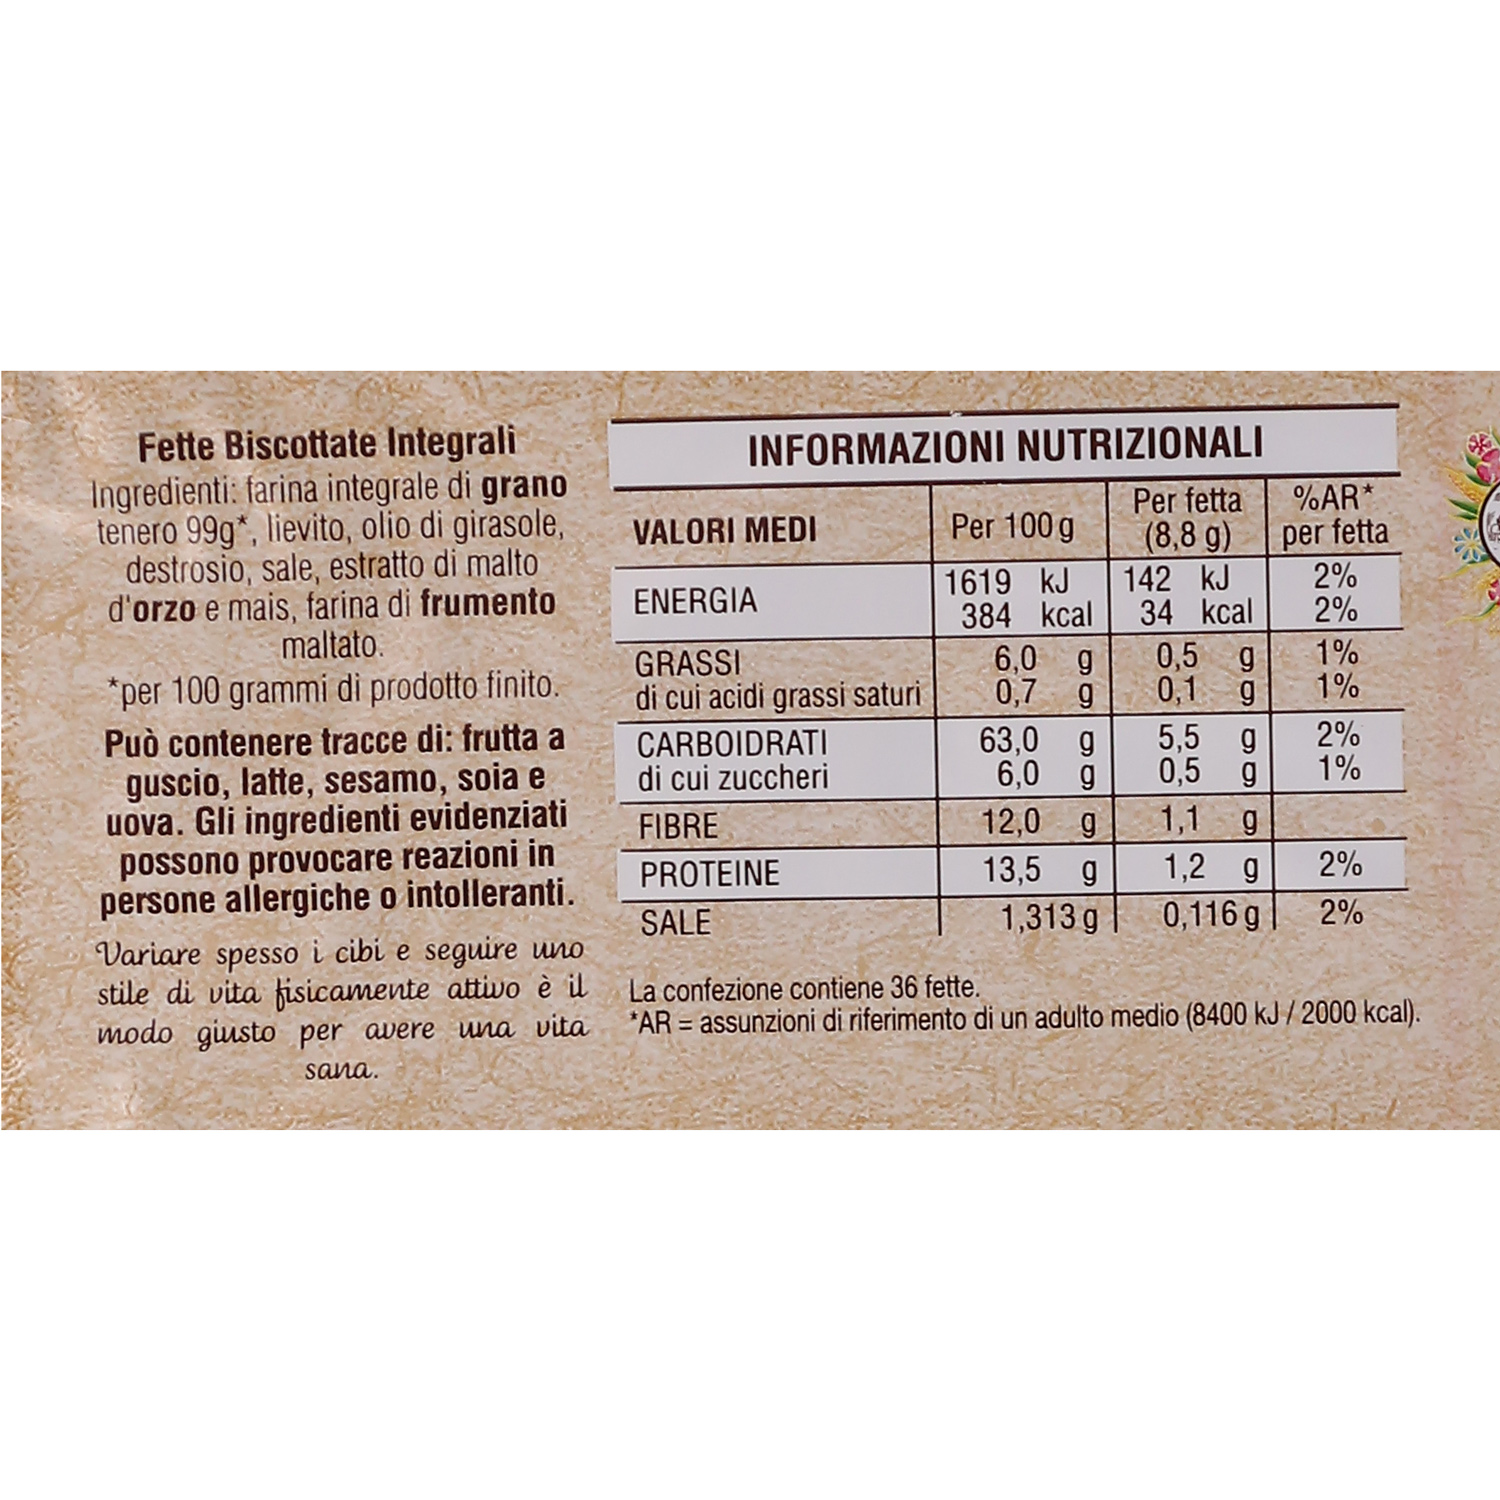 Fette Biscottate Integrali
Ingredienti: farina integrale di grano
tenero 99g*, lievito, olio di girasole,
destrosio, sale, estratto di malto
d'orzo e mais, farina di frumento
maltato.
*per 100 grammi di prodotto finito.
Può contenere tracce di: frutta a
guscio, latte, sesamo, soia e
uova. Gli ingredienti evidenziati
possono provocare reazioni in
persone allergiche o intolleranti.
Variare spesso i cibi e seguire uno
stile di vita fisicamente attivo è il
modo giusto per avere una vita
sana.
INFORMAZIONI NUTRIZIONALI
VALORI MEDI Per 100 g Per fetta (8,8 g) %AR* per fetta
ENERGIA 1619 kJ 142 kJ 2%
384 kcal 34 kcal 2%
GRASSI 6,0 g 0,5 g 1%
di cui acidi grassi saturi 0,7 g 0,1 g 1%
CARBOIDRATI 63,0 g 5,5 g 2%
di cui zuccheri 6,0 g 0,5 g 1%
FIBRE 12,0 g 1,1 g
PROTEINE 13,5 g 1,2 g 2%
SALE 1,313 g 0,116 g 2%
La confezione contiene 36 fette.
*AR = assunzioni di riferimento di un adulto medio (8400 kJ / 2000 kcal).